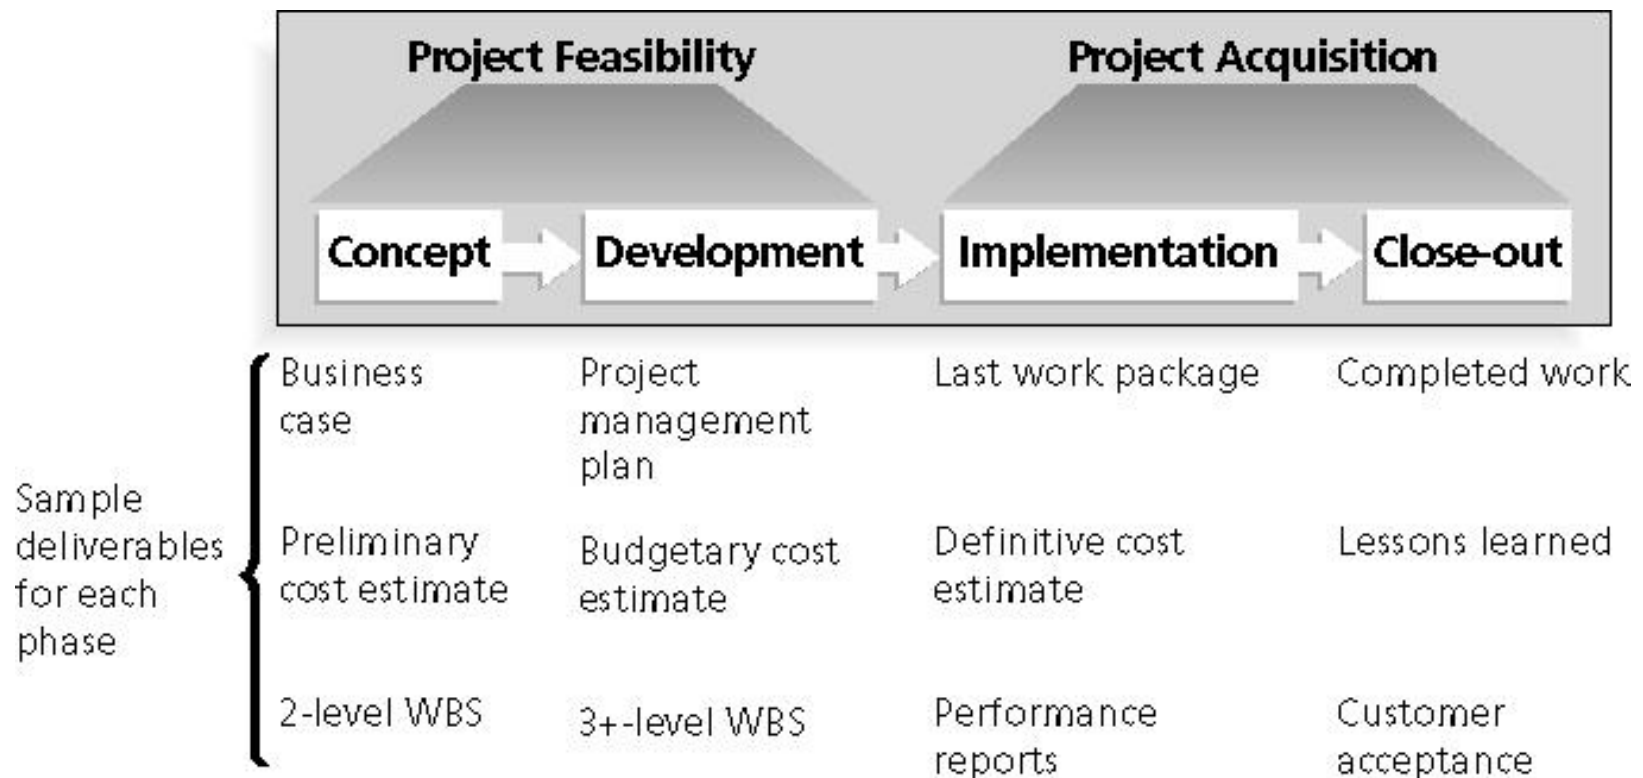 Project Feasibility
Project Acquisition
Concept
Development
Implementation
Close-out
Sample
deliverables
for each
phase
Business
case
Project
management
plan
Last work package
Completed work
Preliminary
cost estimate
Budgetary cost
estimate
Definitive cost
estimate
Lessons learned
2-level WBS
3+-level WBS
Performance
reports
Customer
acceptance